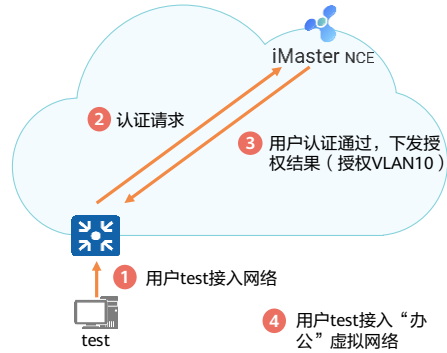 iMaster NCE
2 认证请求
3 用户认证通过，下发授
权结果（授权VLAN10）
1 用户test接入网络
test
4 用户test接入“办
公”虚拟网络